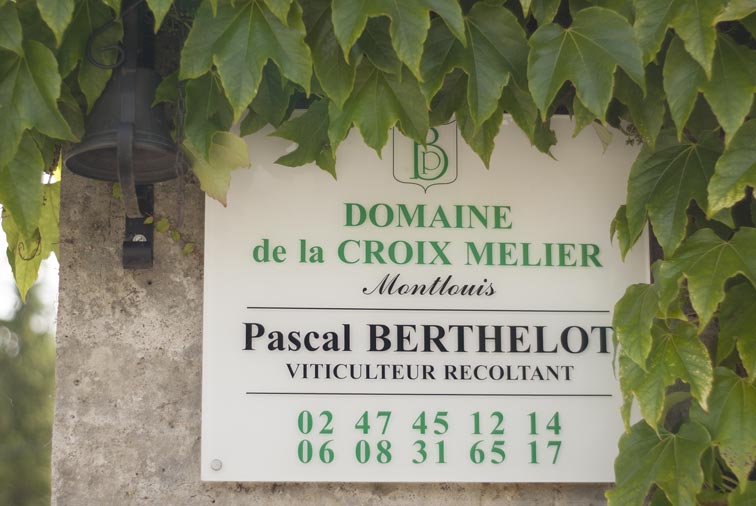 BP
DOMAINE
de la CROIX MELIER
Montlouis
Pascal BERTHELOT
VITICULTEUR RECOLTANT
02 47 45 12 14
06 08 31 65 17